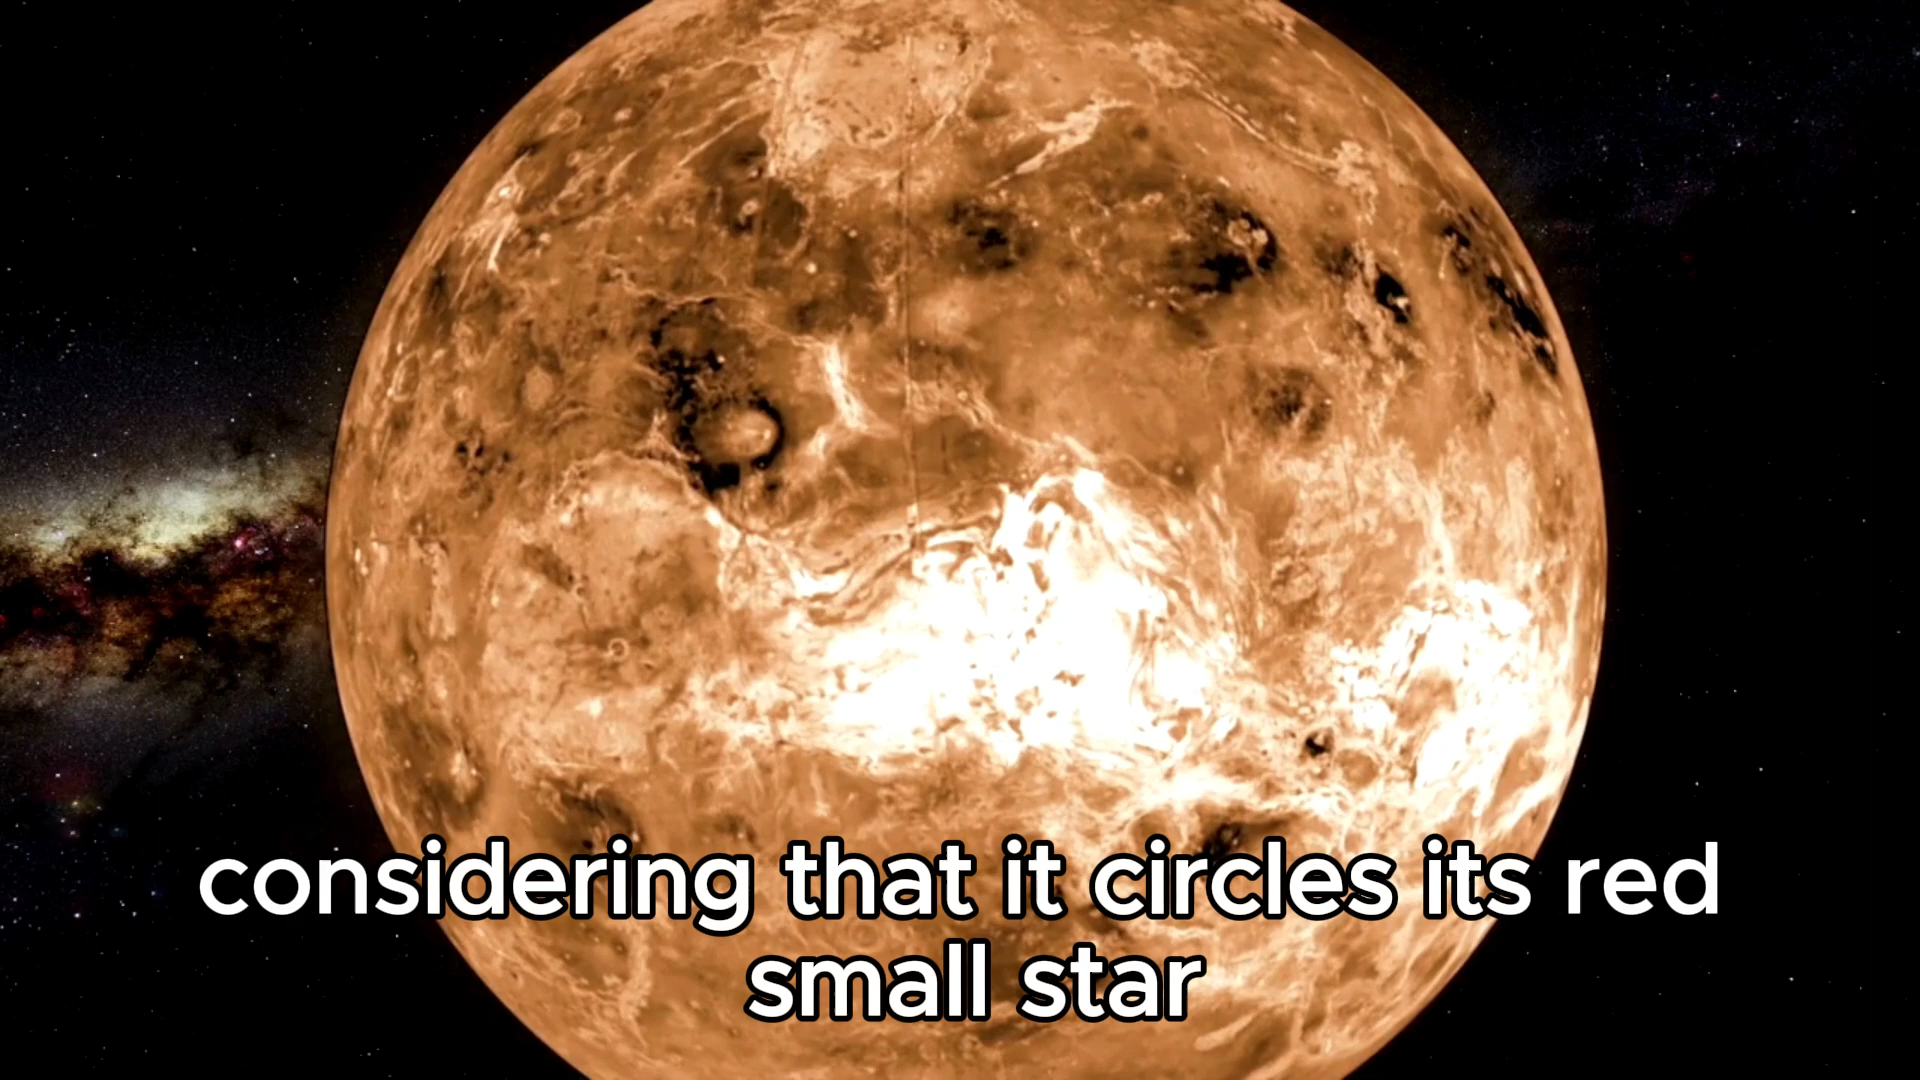 considering that it circles its red
small star